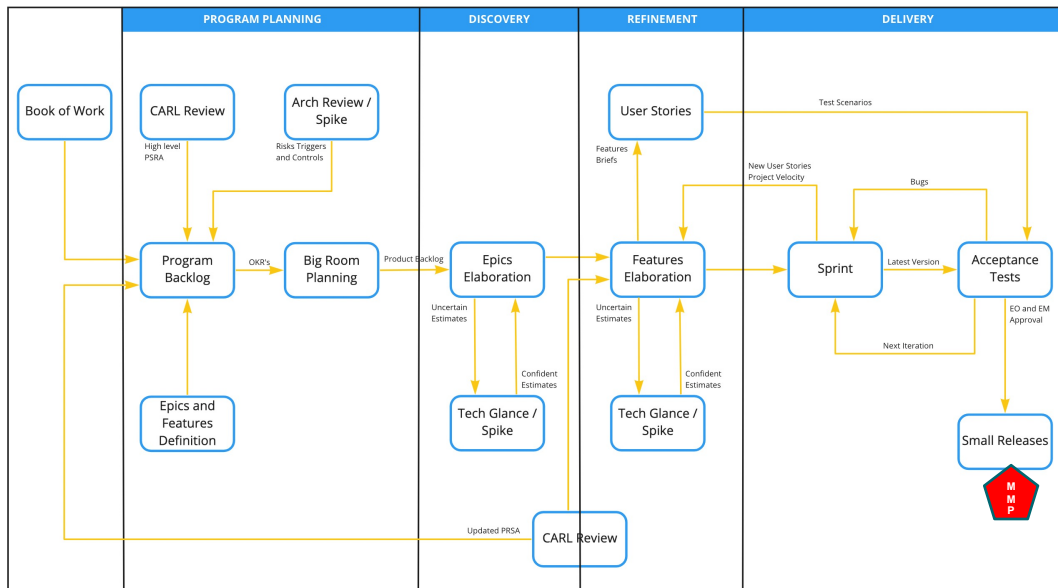 PROGRAM PLANNING
DISCOVERY
REFINEMENT
DELIVERY
Book of Work
CARL Review
Arch Review /
Spike
User Stories
Test Scenarios
High level
PSRA
Risks Triggers
and Controls
Features
Briefs
New User Stories
Project Velocity
Bugs
Program
Backlog
OKR's
Big Room
Planning
Product Backlog
Epics
Elaboration
Features
Elaboration
Sprint
Latest Version
Acceptance
Tests
Uncertain
Estimates
Confident
Estimates
Uncertain
Estimates
Confident
Estimates
Next Iteration
EO and EM
Approval
Epics and
Features
Definition
Tech Glance /
Spike
Tech Glance /
Spike
Small Releases
M
M
P
Updated PRSA
CARL Review